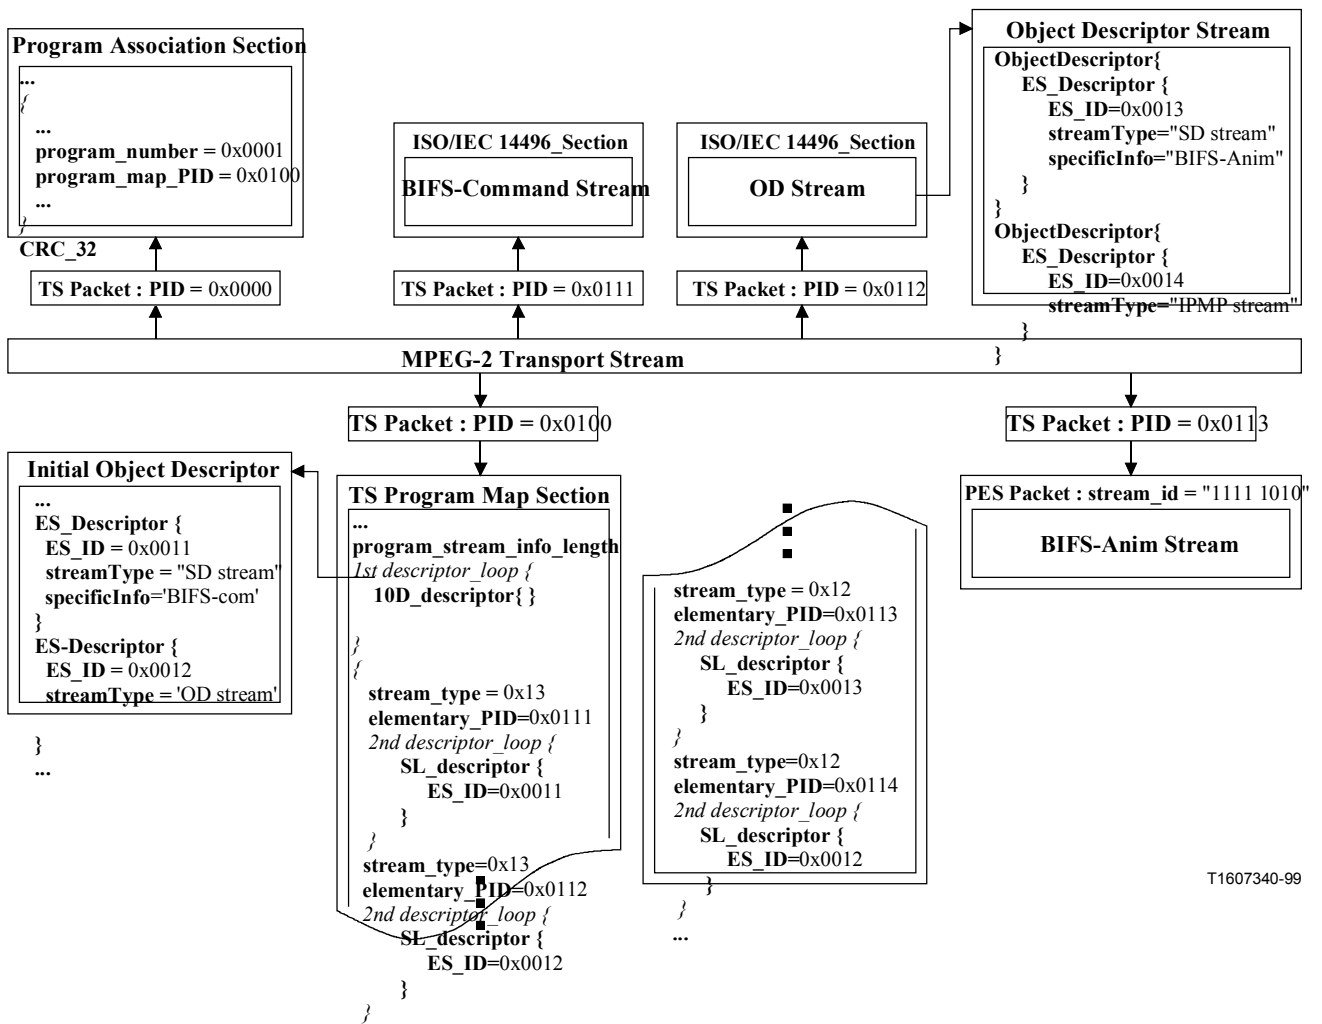 Program Association Section
...
{
...
program_number = 0x0001
program_map_PID = 0x0100
...
}
CRC_32
TS Packet : PID = 0x0000
ISO/IEC 14496_Section
BIFS-Command Stream
TS Packet : PID = 0x0111
ISO/IEC 14496_Section
OD Stream
TS Packet : PID = 0x0112
Object Descriptor Stream
ObjectDescriptor{
ES_Descriptor {
ES_ID=0x0013
streamType="SD stream"
specificInfo="BIFS-Anim"
}
}
ObjectDescriptor{
ES_Descriptor {
ES_ID=0x0014
streamType="IPMP stream"
}
}
MPEG-2 Transport Stream
TS Packet : PID = 0x0100
TS Packet : PID = 0x0113
Initial Object Descriptor
...
ES_Descriptor {
ES_ID = 0x0011
streamType = "SD stream"
specificInfo='BIFS-com'
}
ES-Descriptor {
ES_ID = 0x0012
streamType = 'OD stream'
}
...
TS Program Map Section
...
program_stream_info_length
1st descriptor_loop {
10D_descriptor{ }
}
{
stream_type = 0x13
elementary_PID=0x0111
2nd descriptor_loop {
SL_descriptor {
ES_ID=0x0011
}
}
stream_type=0x13
elementary_PID=0x0112
2nd descriptor_loop {
SL_descriptor {
ES_ID=0x0012
}
}
stream_type = 0x12
elementary_PID=0x0113
2nd descriptor_loop {
SL_descriptor {
ES_ID=0x0013
}
}
stream_type=0x12
elementary_PID=0x0114
2nd descriptor_loop {
SL_descriptor {
ES_ID=0x0012
}
}
...
PES Packet : stream_id = "1111 1010"
BIFS-Anim Stream
T1607340-99